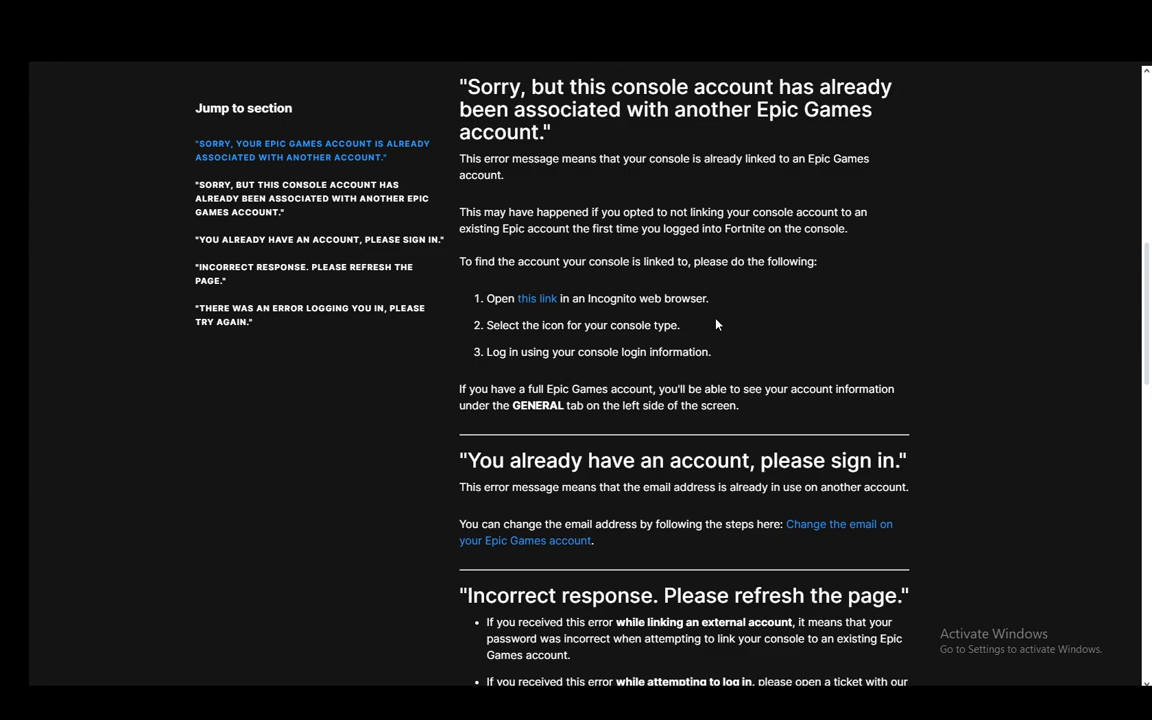 Jump to section
"SORRY, YOUR EPIC GAMES ACCOUNT IS ALREADY
ASSOCIATED WITH ANOTHER ACCOUNT."
"SORRY, BUT THIS CONSOLE ACCOUNT HAS
ALREADY BEEN ASSOCIATED WITH ANOTHER EPIC
GAMES ACCOUNT."
"YOU ALREADY HAVE AN ACCOUNT, PLEASE SIGN IN."
"INCORRECT RESPONSE. PLEASE REFRESH THE
PAGE."
"THERE WAS AN ERROR LOGGING YOU IN, PLEASE
TRY AGAIN."
"Sorry, but this console account has already
been associated with another Epic Games
account."
This error message means that your console is already linked to an Epic Games
account.
This may have happened if you opted to not linking your console account to an
existing Epic account the first time you logged into Fortnite on the console.
To find the account your console is linked to, please do the following:
1. Open this link in an Incognito web browser.
2. Select the icon for your console type.
3. Log in using your console login information.
If you have a full Epic Games account, you'll be able to see your account information
under the GENERAL tab on the left side of the screen.
"You already have an account, please sign in."
This error message means that the email address is already in use on another account.
You can change the email address by following the steps here: Change the email on
your Epic Games account.
"Incorrect response. Please refresh the page."
• If you received this error while linking an external account, it means that your
password was incorrect when attempting to link your console to an existing Epic
Games account.
• If you received this error while attempting to log in, please open a ticket with our
Activate Windows
Go to Settings to activate Windows.